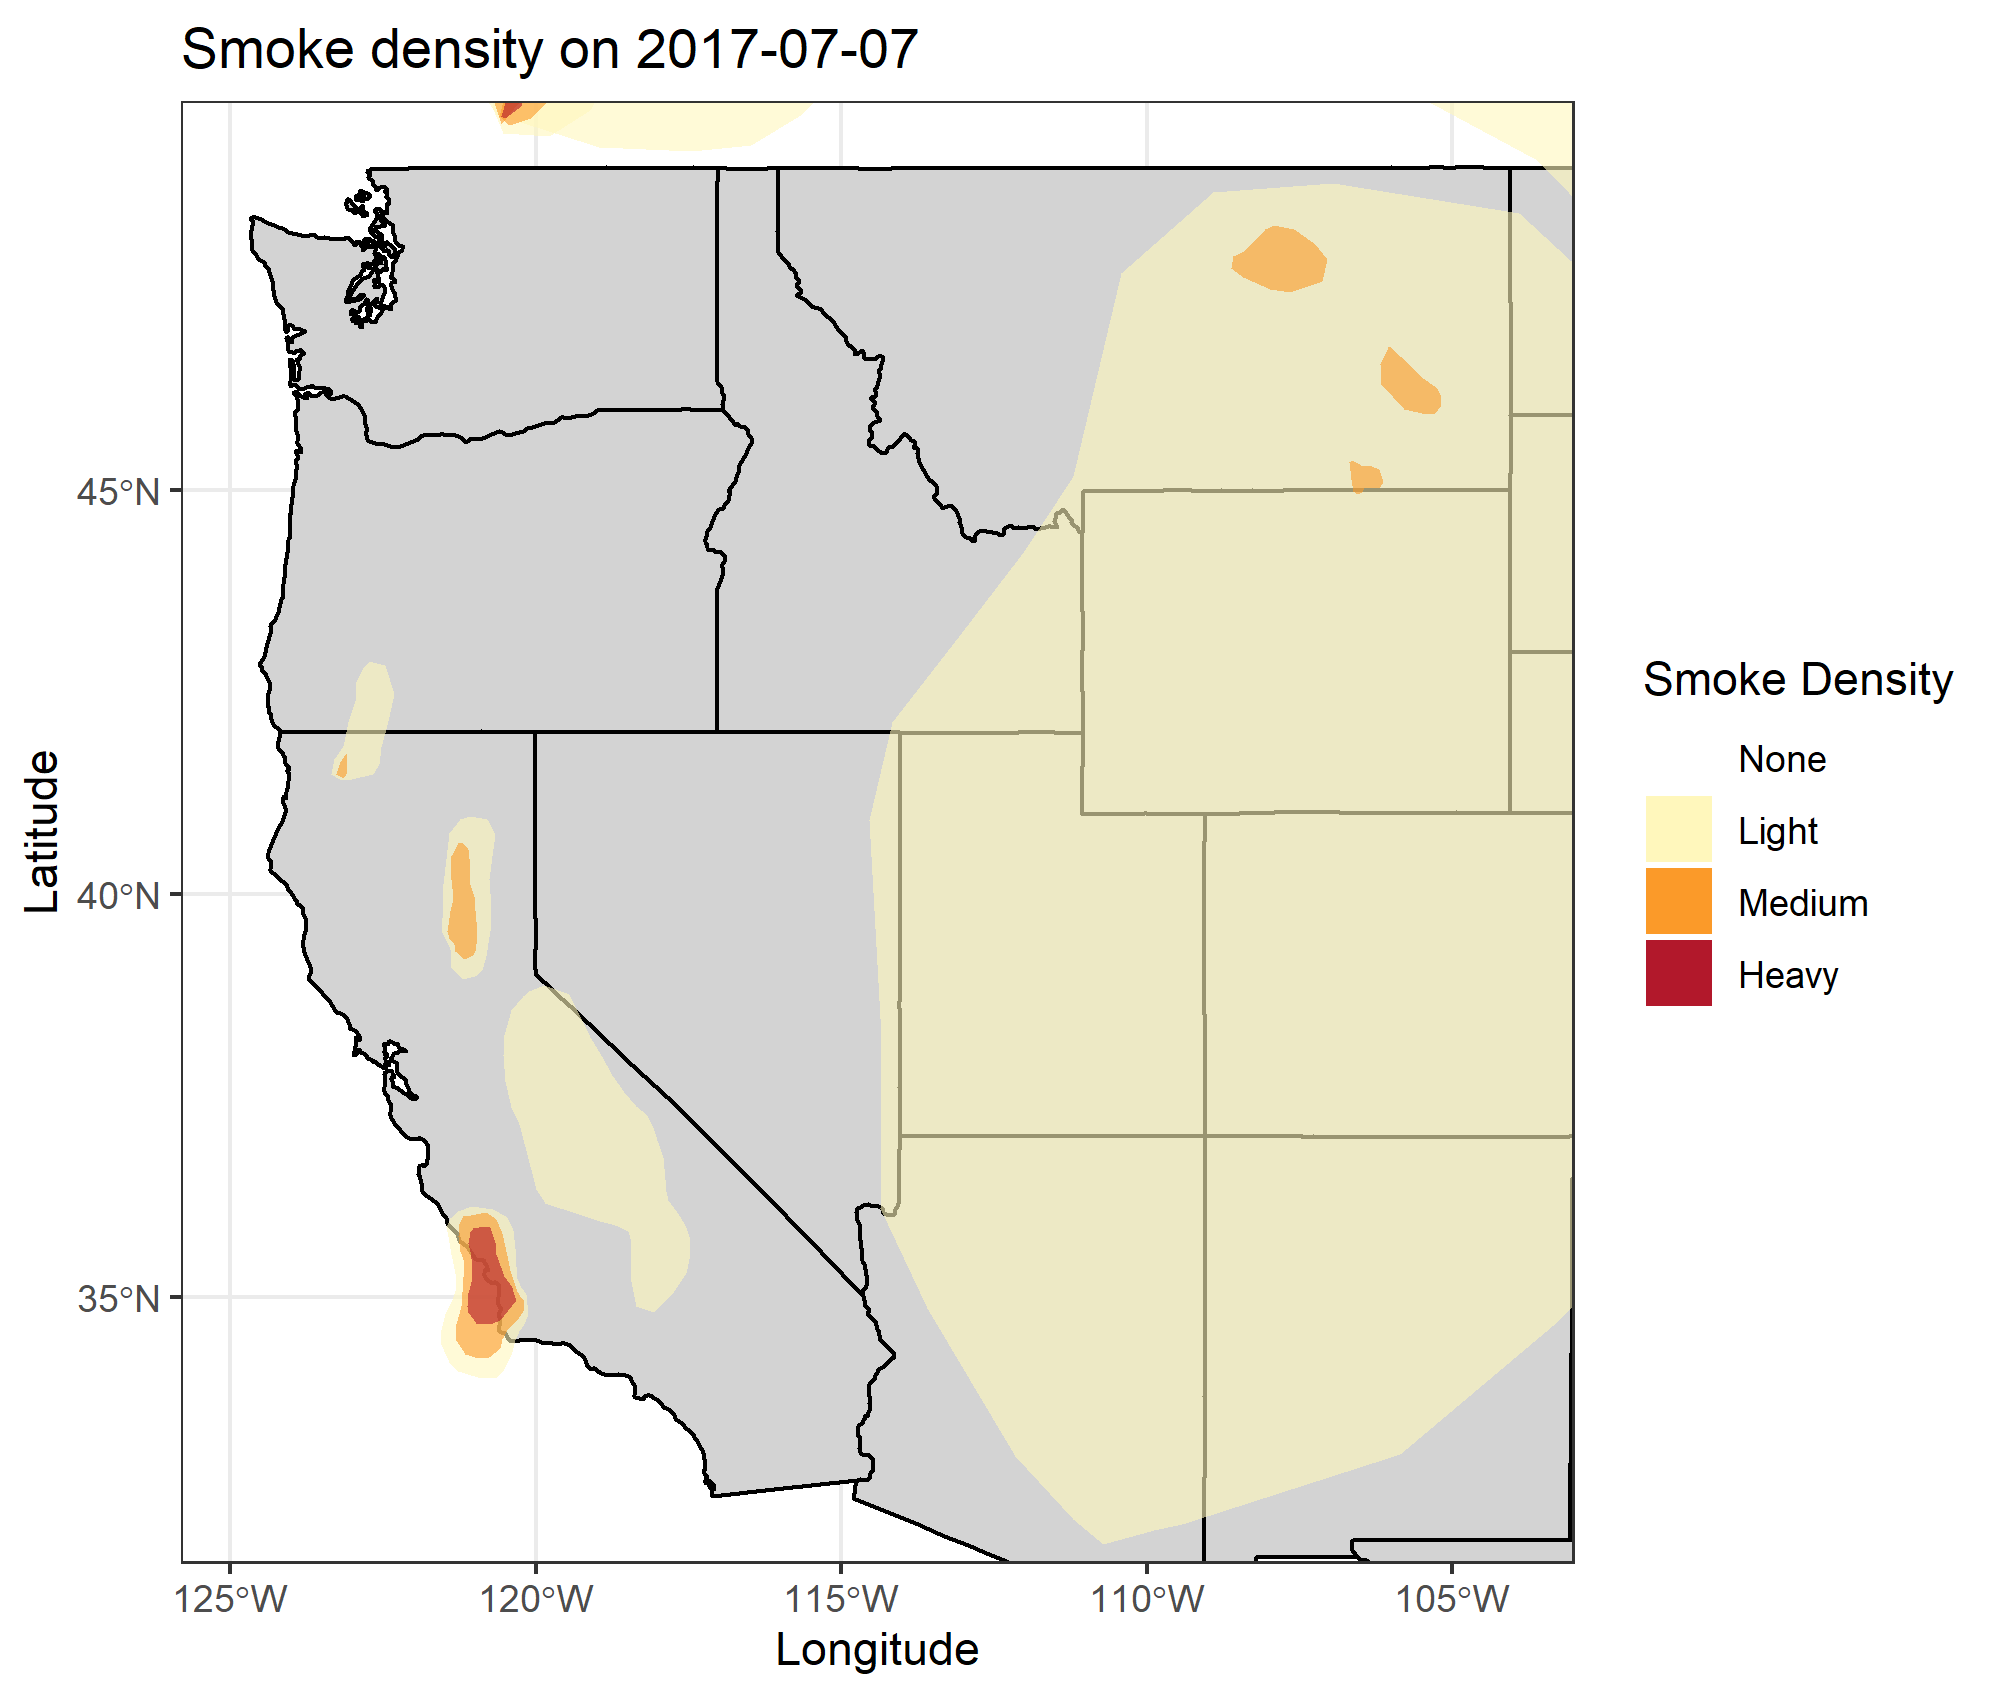 Smoke density on 2017-07-07
45°N
40°N
35°N
Latitude
125°W
120°W
115°W
110°W
105°W
Longitude
Smoke Density
None
Light
Medium
Heavy